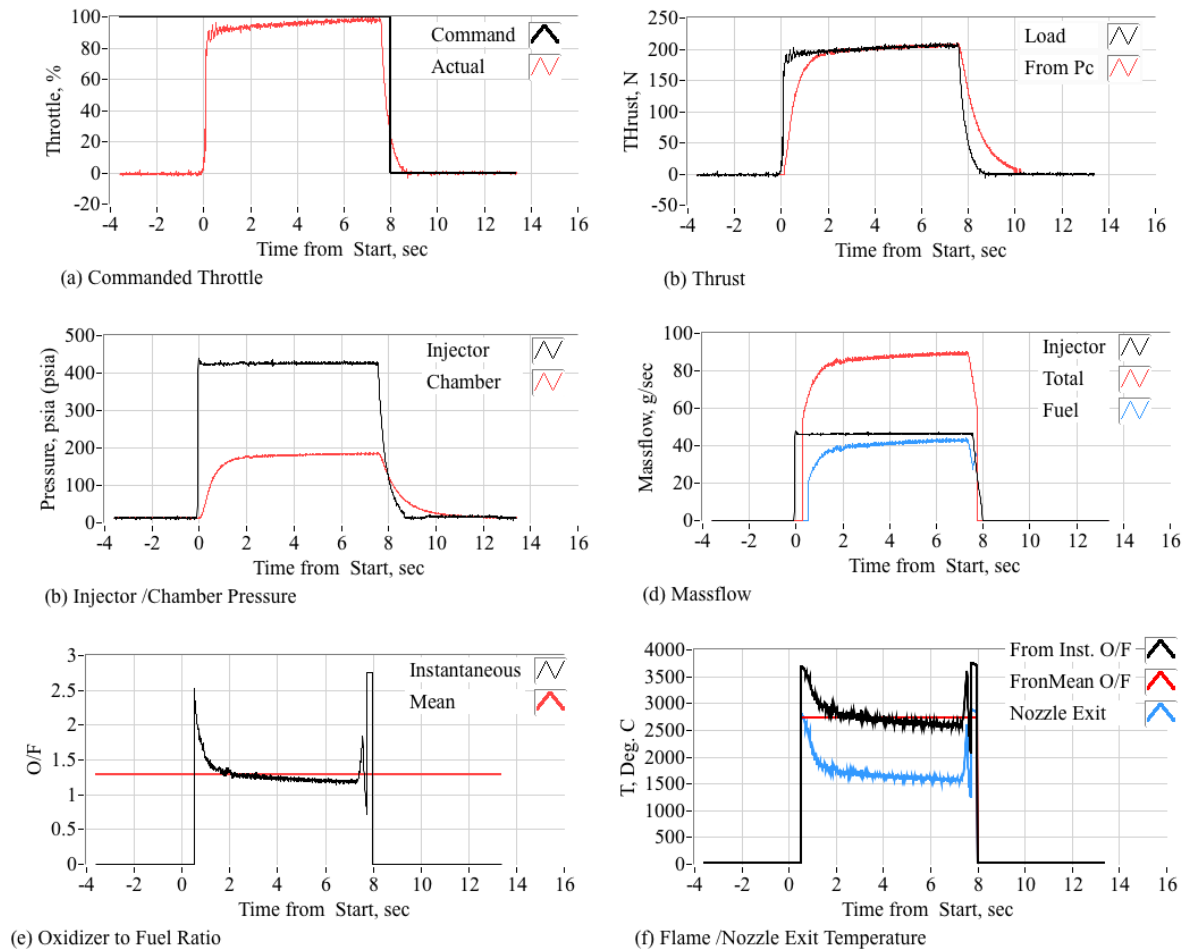 Throttle, %
100
80
60
40
20
0
-20
Command
Actual
-4 -2 0 2 4 6 8 10 12 14 16
Time from Start, sec
(a) Commanded Throttle
THrust, N
250
200
150
100
50
0
-50
Load
From Pc
-4 -2 0 2 4 6 8 10 12 14 16
Time from Start, sec
(b) Thrust
Pressure, psia (psia)
500
400
300
200
100
0
Injector
Chamber
-4 -2 0 2 4 6 8 10 12 14 16
Time from Start, sec
(b) Injector /Chamber Pressure
Massflow, g/sec
100
80
60
40
20
0
Injector
Total
Fuel
-4 -2 0 2 4 6 8 10 12 14 16
Time from Start, sec
(d) Massflow
O/F
3
2.5
2
1.5
1
0.5
0
Instantaneous
Mean
-4 -2 0 2 4 6 8 10 12 14 16
Time from Start, sec
(e) Oxidizer to Fuel Ratio
T, Deg. C
4000
3500
3000
2500
2000
1500
1000
500
0
From Inst. O/F
FronMean O/F
Nozzle Exit
-4 -2 0 2 4 6 8 10 12 14 16
Time from Start, sec
(f) Flame /Nozzle Exit Temperature